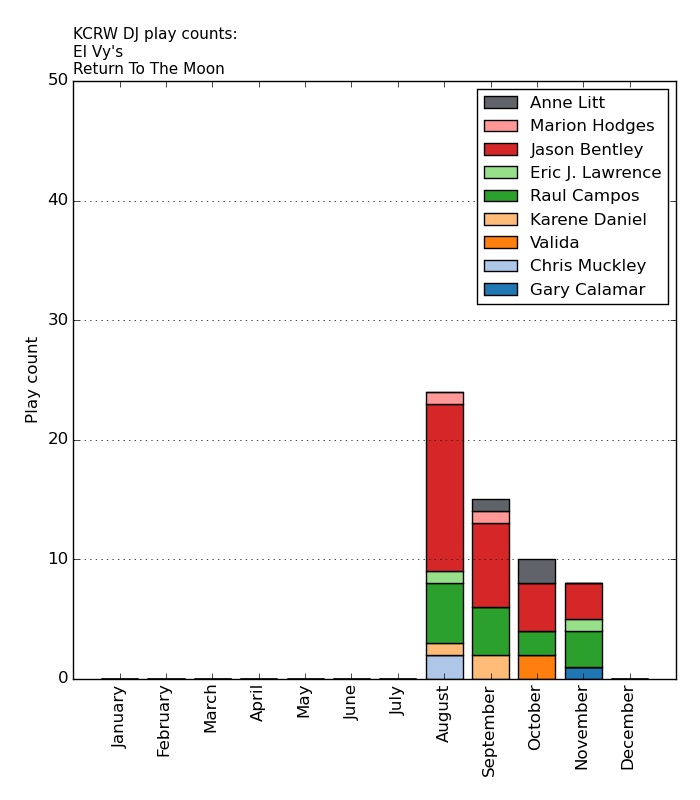 KCRW DJ play counts:
El Vy's
Return To The Moon
50
40
30
20
10
0
Play count
Anne Litt
Marion Hodges
Jason Bentley
Eric J. Lawrence
Raul Campos
Karene Daniel
Valida
Chris Muckley
Gary Calamar
January
February
March
April
May
June
July
August
September
October
November
December